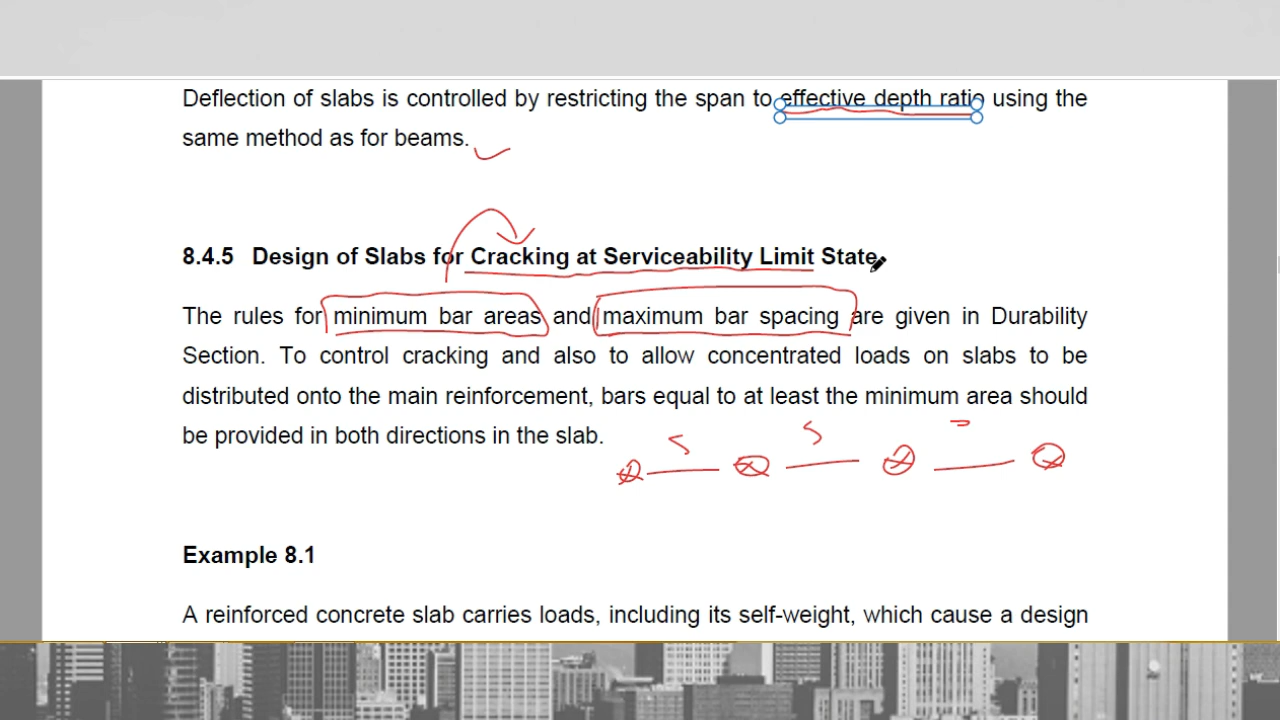 Deflection of slabs is controlled by restricting the span to effective depth ratio using the
same method as for beams.
8.4.5 Design of Slabs for Cracking at Serviceability Limit State
The rules for minimum bar areas and maximum bar spacing are given in Durability
Section. To control cracking and also to allow concentrated loads on slabs to be
distributed onto the main reinforcement, bars equal to at least the minimum area should
be provided in both directions in the slab.
S S
Example 8.1
A reinforced concrete slab carries loads, including its self-weight, which cause a design